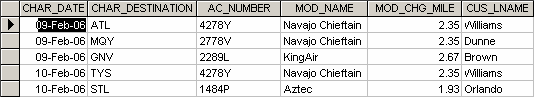 CHAR_DATE CHAR_DESTINATION AC_NUMBER MOD_NAME MOD_CHG_MILE CUS_LNAME
09-Feb-06 ATL 4278Y Navajo Chieftain 2.35 Williams
09-Feb-06 MQY 2778V Navajo Chieftain 2.35 Dunne
09-Feb-06 GNV 2289L KingAir 2.67 Brown
10-Feb-06 TYS 4278Y Navajo Chieftain 2.35 Williams
10-Feb-06 STL 1484P Aztec 1.93 Orlando